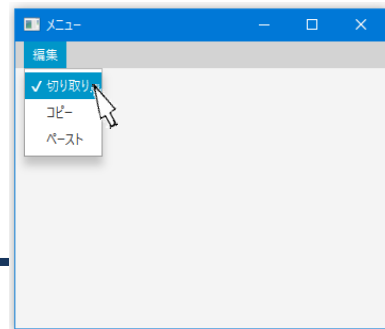 メニュー
編集
切り取り
コピー
ペースト